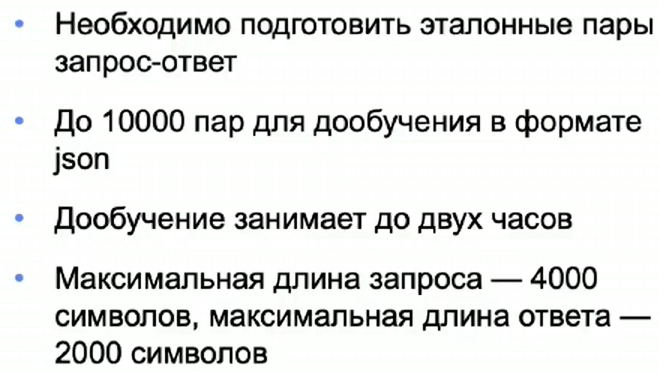 • Необходимо подготовить эталонные пары
запрос-ответ
• До 10000 пар для дообучения в формате
json
• Дообучение занимает до двух часов
• Максимальная длина запроса — 4000
символов, максимальная длина ответа —
2000 символов